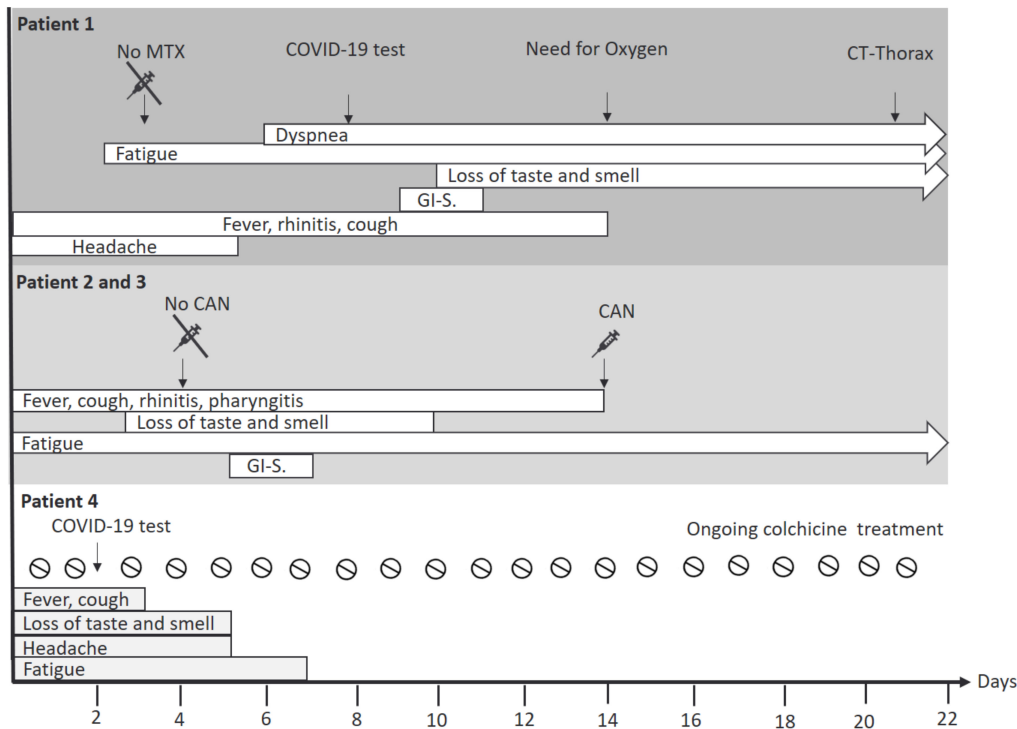 Patient 1
No MTX
COVID-19 test
Need for Oxygen
CT-Thorax
Dyspnea
Fatigue
Loss of taste and smell
GI-S.
Fever, rhinitis, cough
Headache
Patient 2 and 3
No CAN
CAN
Fever, cough, rhinitis, pharyngitis
Loss of taste and smell
Fatigue
GI-S.
Patient 4
COVID-19 test
Ongoing colchicine treatment
Fever, cough
Loss of taste and smell
Headache
Fatigue
Days
2 4 6 8 10 12 14 16 18 20 22